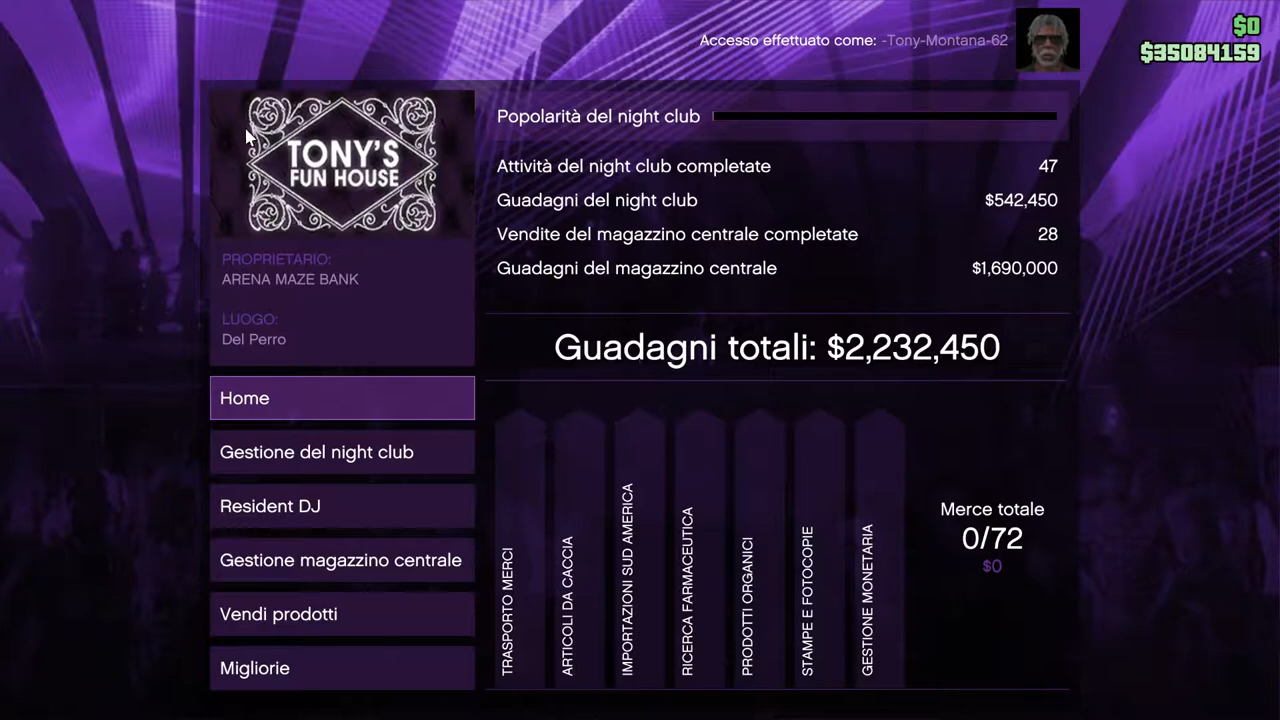 Accesso effettuato come: -Tony-Montana-62
$0
$35084159
TONY'S
FUN HOUSE
PROPRIETARIO:
ARENA MAZE BANK
LUOGO:
Del Perro
Home
Gestione del night club
Resident DJ
Gestione magazzino centrale
Vendi prodotti
Migliorie
Popolarità del night club
Attività del night club completate 47
Guadagni del night club $542,450
Vendite del magazzino centrale completate 28
Guadagni del magazzino centrale $1,690,000
Guadagni totali: $2,232,450
TRASPORTO MERCI
ARTICOLI DA CACCIA
IMPORTAZIONI SUD AMERICA
RICERCA FARMACEUTICA
PRODOTTI ORGANICI
STAMPE E FOTOCOPIE
GESTIONE MONETARIA
Merce totale
0/72
$0